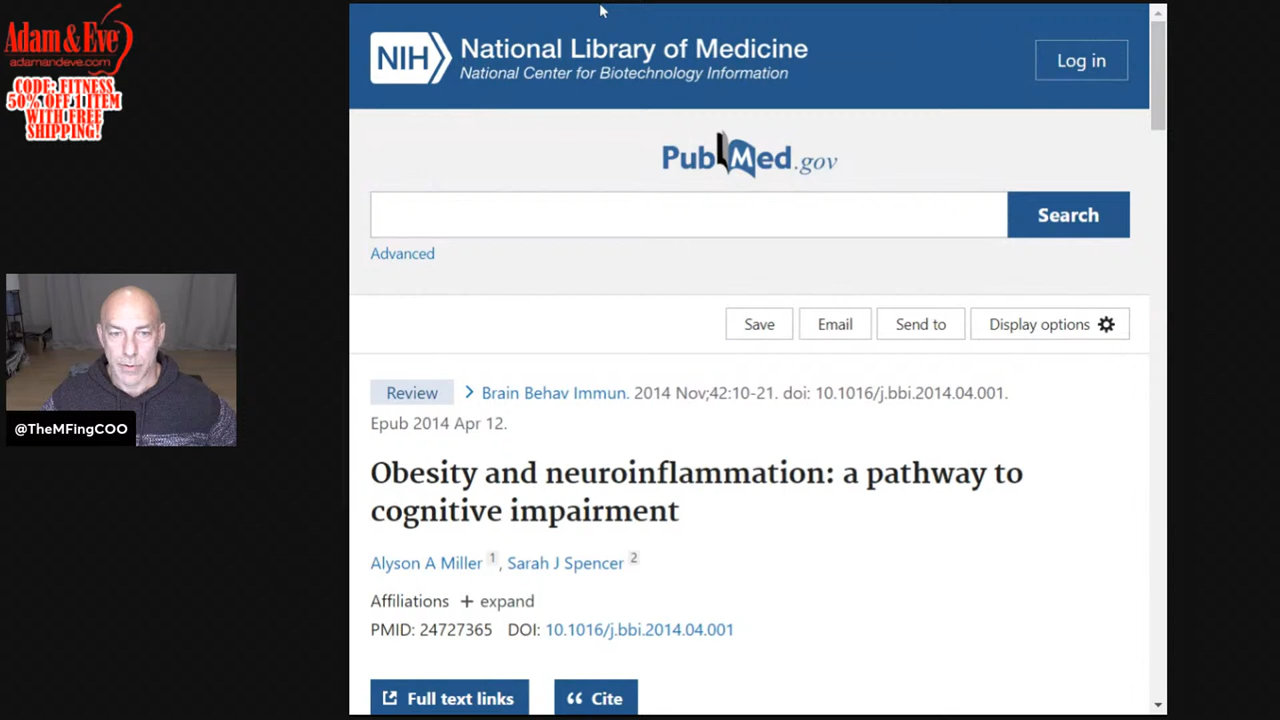 Adam & Eve
adamandeve.com
CODE: FITNESS
50% OFF 1 ITEM
WITH FREE
SHIPPING!
@TheMFingCOO
NIH
National Library of Medicine
National Center for Biotechnology Information
Log in
PubMed.gov
Search
Advanced
Save
Email
Send to
Display options
Review
Brain Behav Immun. 2014 Nov;42:10-21. doi: 10.1016/j.bbi.2014.04.001.
Epub 2014 Apr 12.
Obesity and neuroinflammation: a pathway to
cognitive impairment
Alyson A Miller 1, Sarah J Spencer 2
Affiliations + expand
PMID: 24727365 DOI: 10.1016/j.bbi.2014.04.001
Full text links
Cite